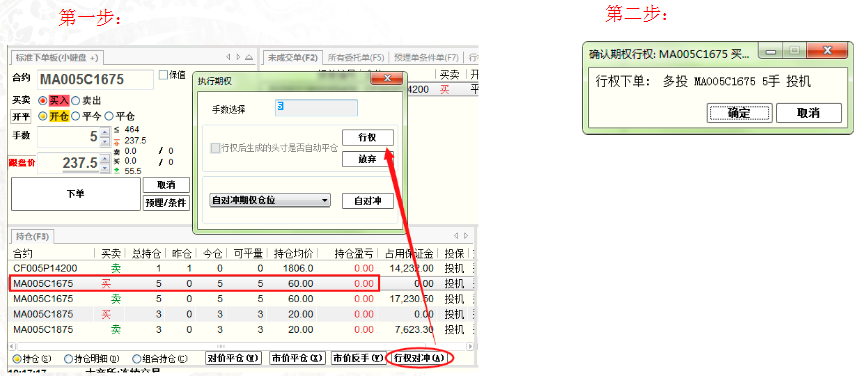 第一步：
第二步：
标准下单板(小键盘 +)
未成交单(F2) 所有委托单(F5) 预埋单条件单(F7) 行
合约 MA005C1675 保值
买卖 买入 卖出
开平 开仓 平今 平仓
手数 5 ≤ 464
237.5
卖 0.0 / 0
跟盘价 237.5 买 0.0 / 0
55.5
下单 取消
预埋/条件
买卖 开
14200 买 平
执行期权
手数选择 5
行权后生成的头寸是否自动平仓
行权
放弃
自对冲期权仓位 自对冲
确认期权行权: MA005C1675 买...
行权下单: 多投 MA005C1675 5手 投机
确定 取消
持仓(F3)
合约 买卖 总持仓 昨仓 今仓 可平量 持仓均价 持仓盈亏 占用保证金 投保
CF005P14200 卖 1 1 0 0 1806.0 0.00 14,232.00 投机
MA005C1675 买 5 0 5 5 60.00 0.00 0.00 投机
MA005C1675 卖 5 0 5 5 60.00 0.00 17,230.50 投机
MA005C1875 买 3 0 3 3 20.00 0.00 0.00 投机
MA005C1875 卖 3 0 3 3 20.00 0.00 7,623.30 投机
持仓(S) 持仓明细(D) 组合持仓(C) 对价平仓(W) 市价平仓(Z) 市价反手(Y) 行权对冲(A)